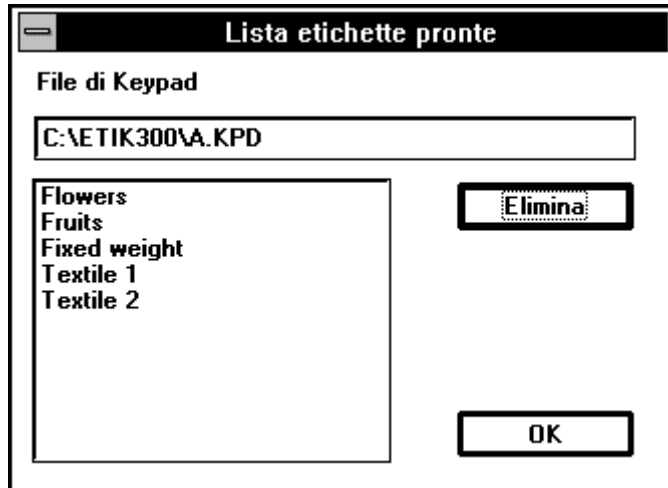 Lista etichette pronte
File di Keypad
C:\ETIK300\A.KPD
Flowers
Fruits
Fixed weight
Textile 1
Textile 2
Elimina
OK